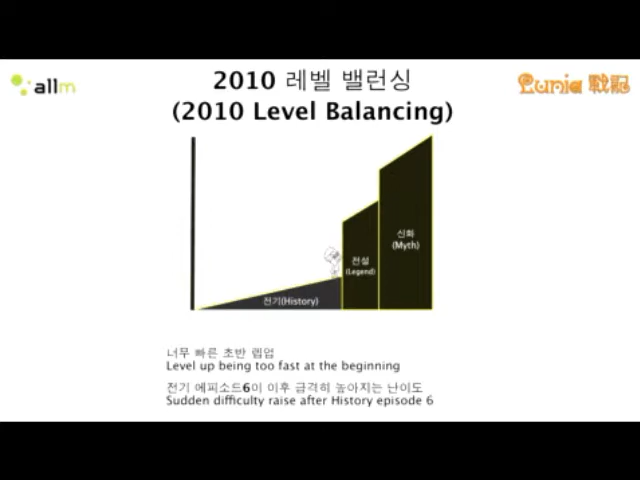 allm
2010 레벨 밸런싱
Lunia 戰記
(2010 Level Balancing)
신화
(Myth)
전설
(Legend)
전기(History)
너무 빠른 초반 렙업
Level up being too fast at the beginning
전기 에피소드6이 이후 급격히 높아지는 난이도
Sudden difficulty raise after History episode 6